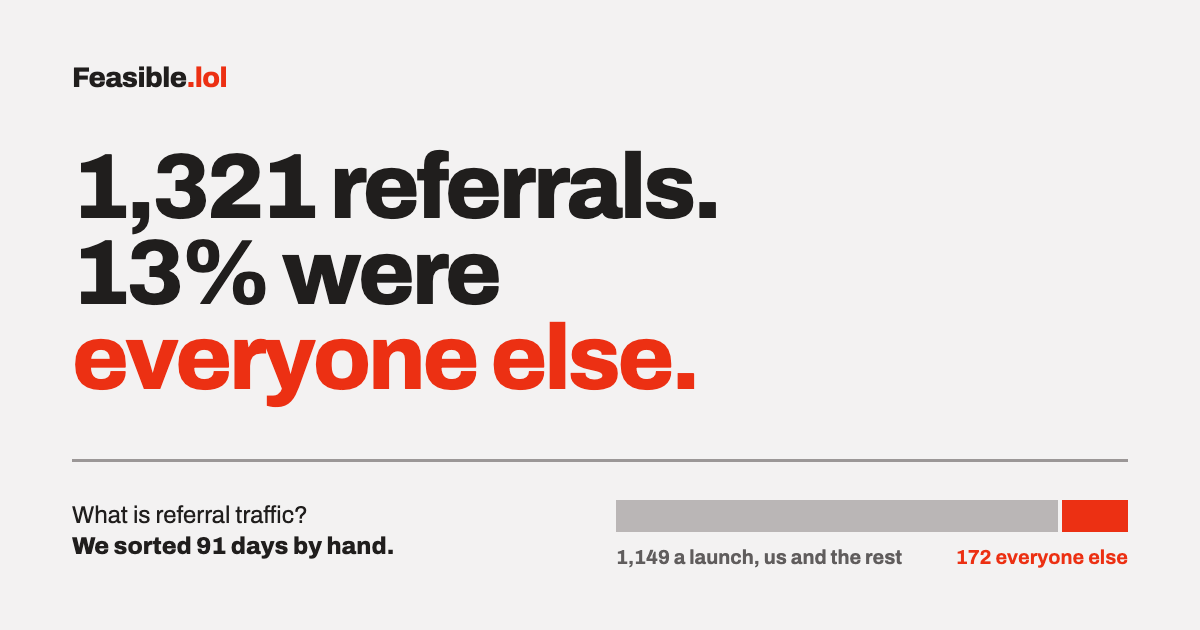 Feasible.lol
1,321 referrals.
13% were
everyone else.
What is referral traffic?
We sorted 91 days by hand.
1,149 a launch, us and the rest
172 everyone else